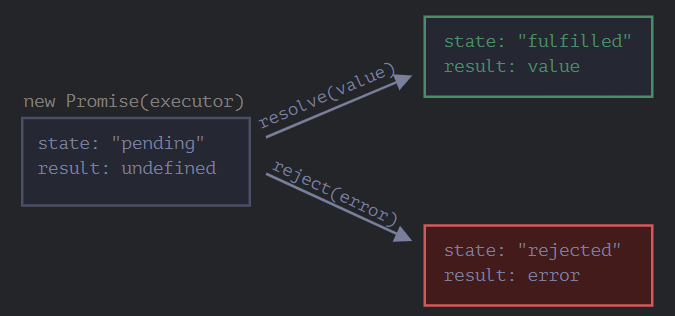 new Promise(executor)
state: "pending"
result: undefined
resolve(value)
reject(error)
state: "fulfilled"
result: value
state: "rejected"
result: error